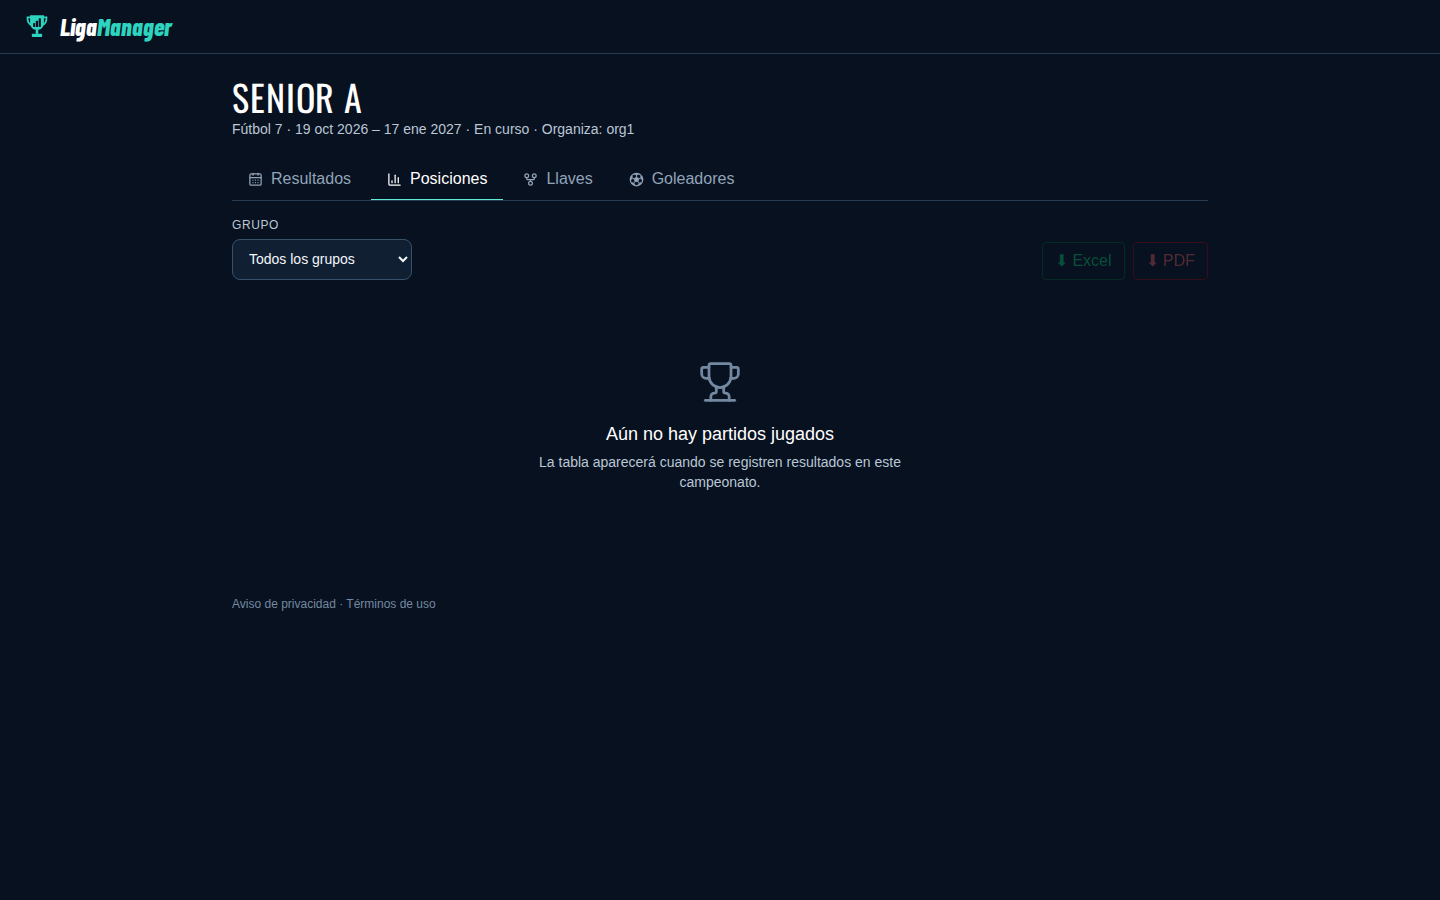 LigaManager
SENIOR A
Fútbol 7 · 19 oct 2026 – 17 ene 2027 · En curso · Organiza: org1
Resultados
Posiciones
Llaves
Goleadores
GRUPO
Todos los grupos
⬇ Excel
⬇ PDF
Aún no hay partidos jugados
La tabla aparecerá cuando se registren resultados en este
campeonato.
Aviso de privacidad · Términos de uso